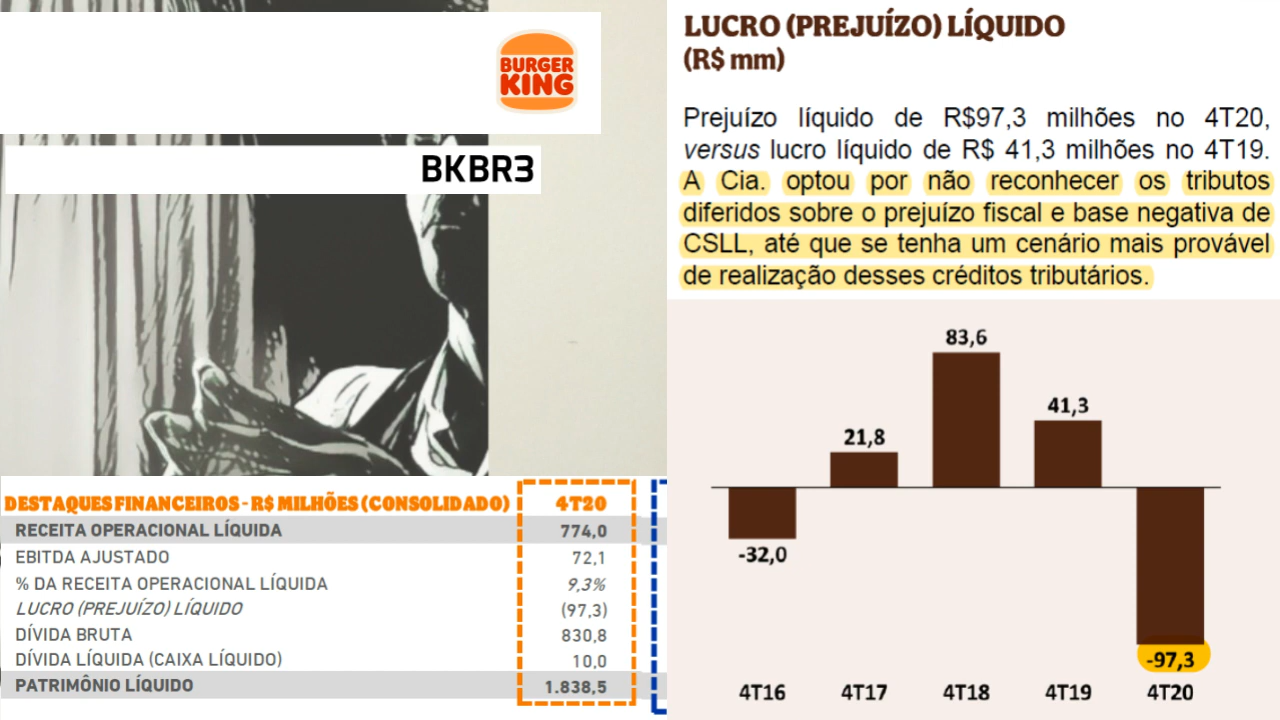 BURGER
KING
BKBR3
DESTAQUES FINANCEIROS - R$ MILHÕES (CONSOLIDADO) 4T20
RECEITA OPERACIONAL LÍQUIDA 774,0
EBITDA AJUSTADO 72,1
% DA RECEITA OPERACIONAL LÍQUIDA 9,3%
LUCRO (PREJUÍZO) LÍQUIDO (97,3)
DÍVIDA BRUTA 830,8
DÍVIDA LÍQUIDA (CAIXA LÍQUIDO) 10,0
PATRIMÔNIO LÍQUIDO 1.838,5
LUCRO (PREJUÍZO) LÍQUIDO
(R$ mm)
Prejuízo líquido de R$97,3 milhões no 4T20,
versus lucro líquido de R$ 41,3 milhões no 4T19.
A Cia. optou por não reconhecer os tributos
diferidos sobre o prejuízo fiscal e base negativa de
CSLL, até que se tenha um cenário mais provável
de realização desses créditos tributários.
83,6
41,3
21,8
-32,0
-97,3
4T16 4T17 4T18 4T19 4T20